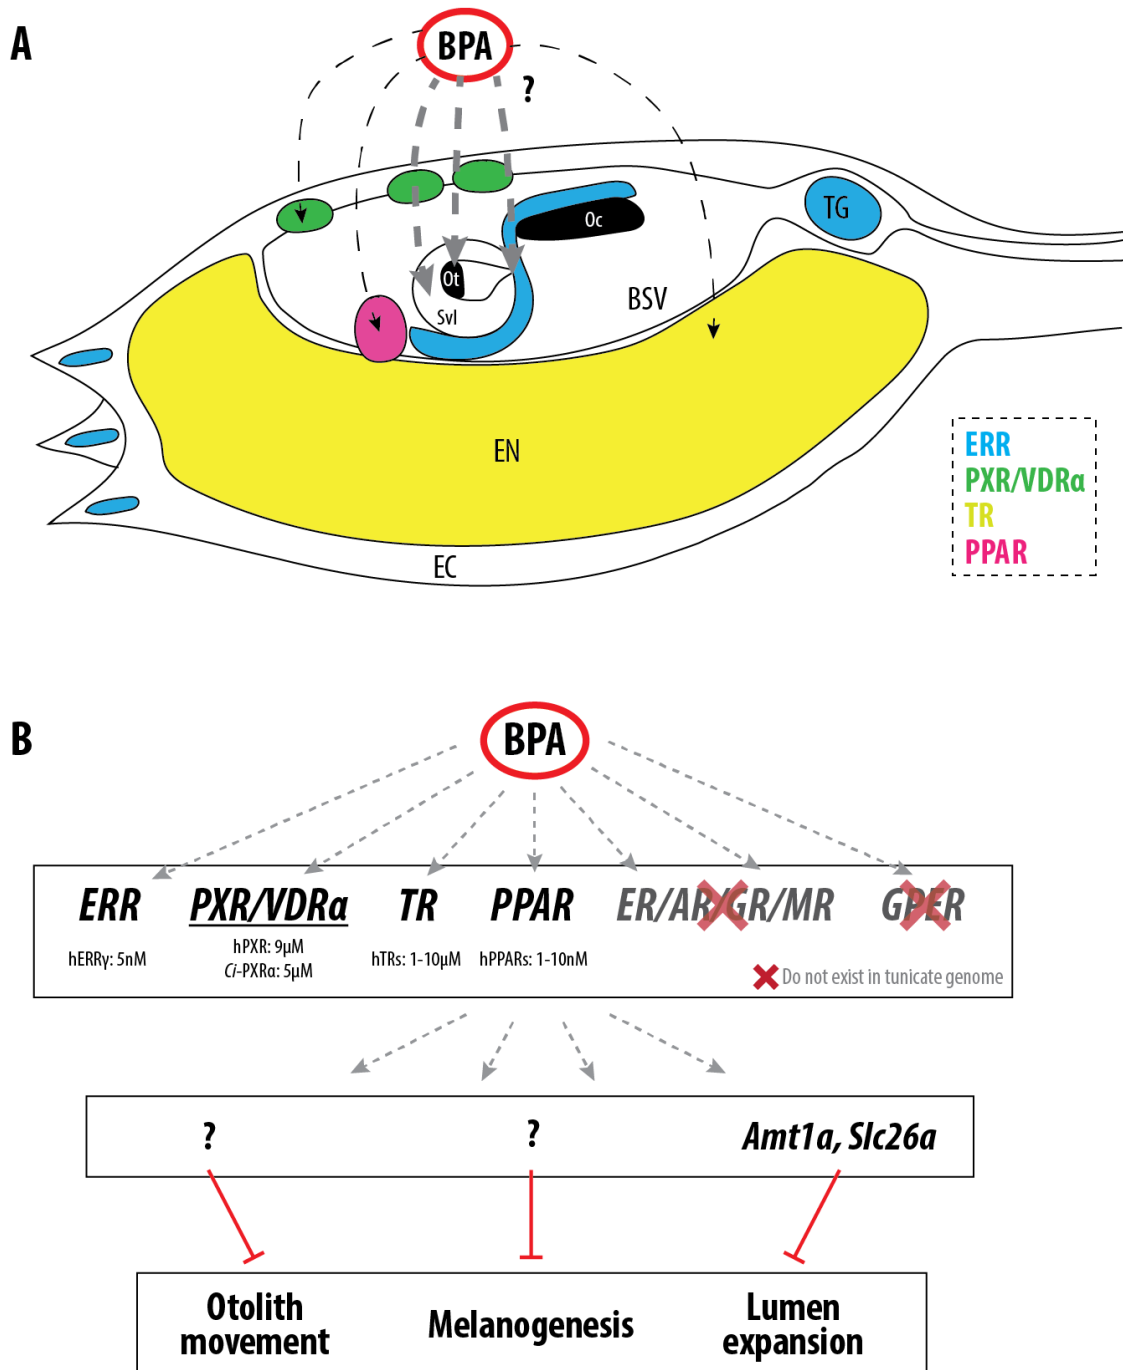 A
BPA
?
Oc
TG
Ot
Svl
BSV
EN
EC
ERR
PXR/VDRα
TR
PPAR
B
BPA
ERR PXR/VDRα TR PPAR ER/AR/GR/MR GPER
hERRγ: 5nM hPXR: 9μM hTRs: 1-10μM hPPARs: 1-10nM
Ci-PXRα: 5μM
Do not exist in tunicate genome
? ? Amt1a, Slc26a
Otolith movement
Melanogenesis
Lumen expansion